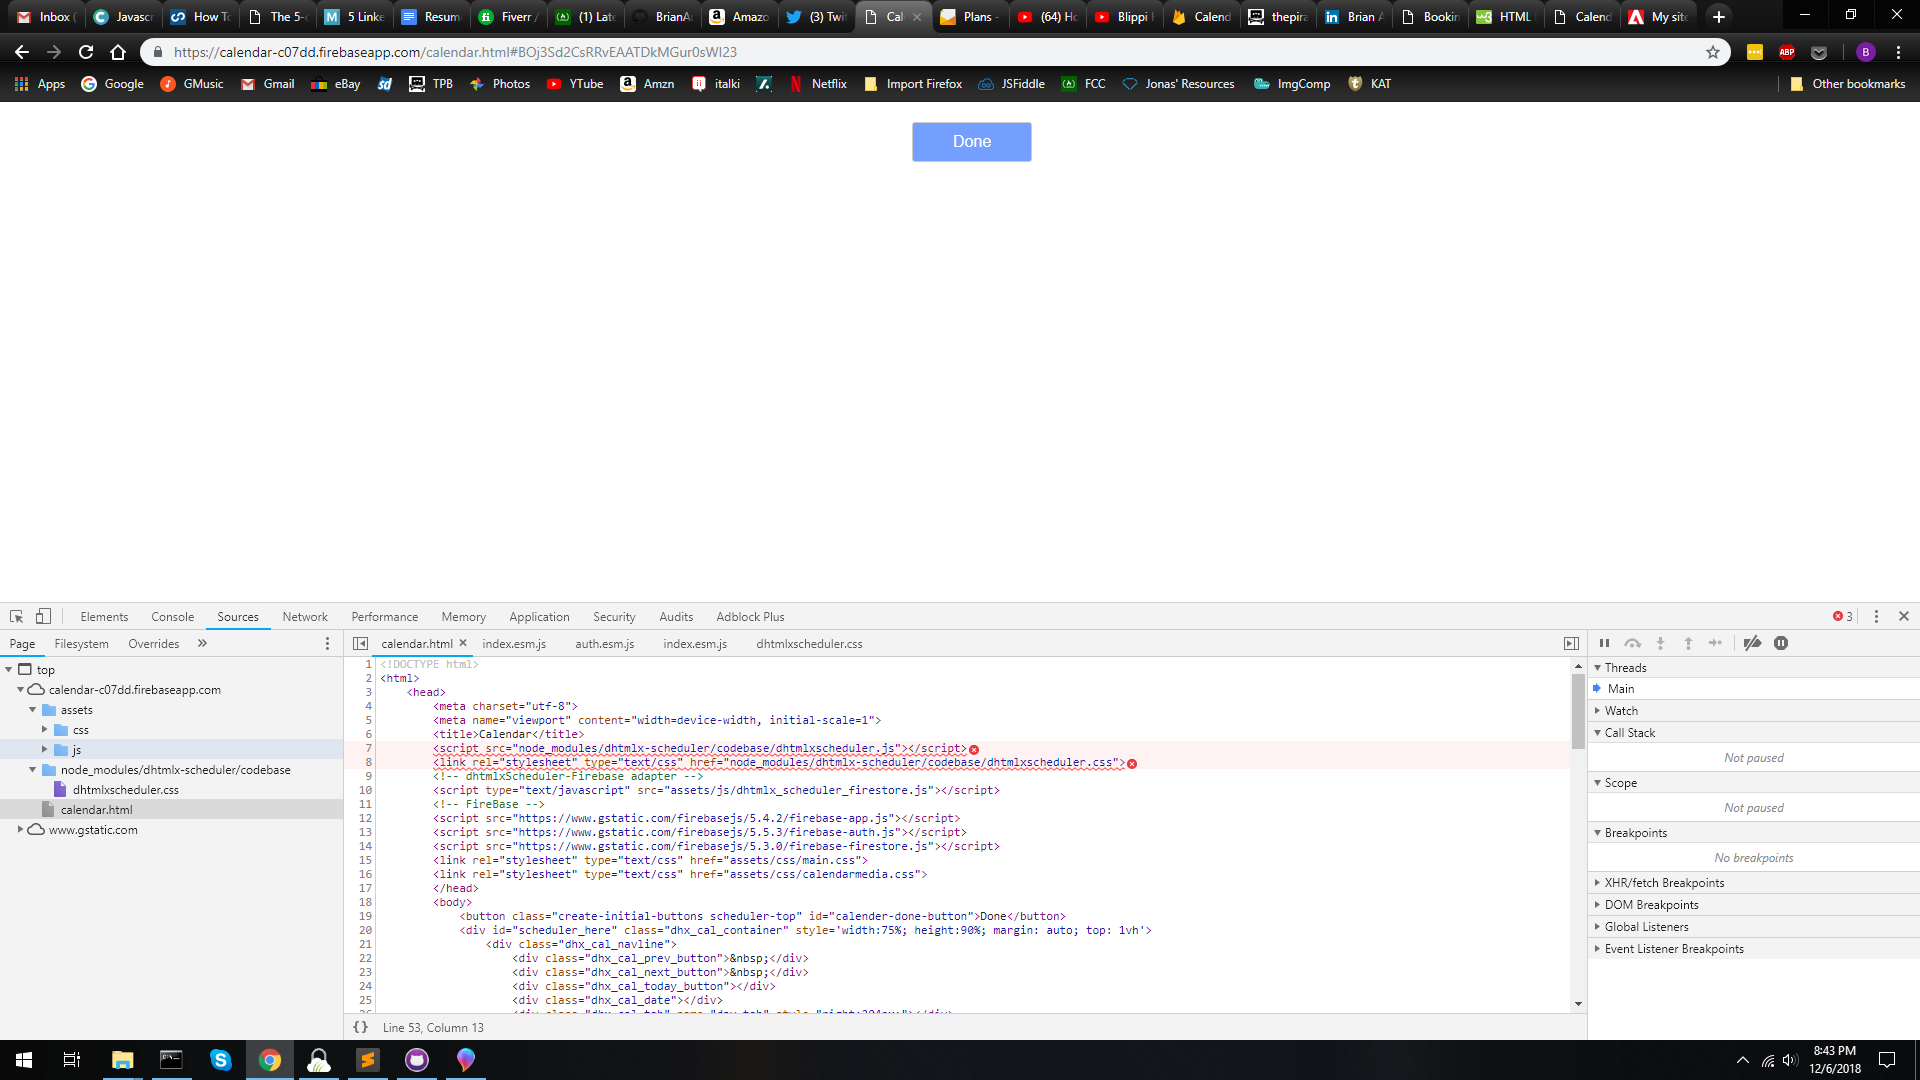 Inbox ( Javascr How To The 5- 5 Linke Resum Fiverr / (1) Late BrianA Amazo (3) Twi Cal Plans - (64) Ho Blippi Calend thepira Brian A Bookin HTML Calend My site
https://calendar-c07dd.firebaseapp.com/calendar.html#BOj3Sd2CsRRvEAATDkMGur0sWI23
Apps Google GMusic Gmail eBay TPB Photos YTube Amzn italki Netflix Import Firefox JSFiddle FCC Jonas' Resources ImgComp KAT Other bookmarks
Done
Elements Console Sources Network Performance Memory Application Security Audits Adblock Plus 3
Page Filesystem Overrides »
calendar.html index.esm.js auth.esm.js index.esm.js dhtmlxscheduler.css
top
calendar-c07dd.firebaseapp.com
assets
css
js
node_modules/dhtmlx-scheduler/codebase
dhtmlxscheduler.css
calendar.html
www.gstatic.com
1 <!DOCTYPE html>
2 <html>
3 <head>
4 <meta charset="utf-8">
5 <meta name="viewport" content="width=device-width, initial-scale=1">
6 <title>Calendar</title>
7 <script src="node_modules/dhtmlx-scheduler/codebase/dhtmlxscheduler.js"></script>
8 <link rel="stylesheet" type="text/css" href="node_modules/dhtmlx-scheduler/codebase/dhtmlxscheduler.css">
9 <!-- dhtmlxScheduler-Firebase adapter -->
10 <script type="text/javascript" src="assets/js/dhtmlx_scheduler_firestore.js"></script>
11 <!-- FireBase -->
12 <script src="https://www.gstatic.com/firebasejs/5.4.2/firebase-app.js"></script>
13 <script src="https://www.gstatic.com/firebasejs/5.5.3/firebase-auth.js"></script>
14 <script src="https://www.gstatic.com/firebasejs/5.3.0/firebase-firestore.js"></script>
15 <link rel="stylesheet" type="text/css" href="assets/css/main.css">
16 <link rel="stylesheet" type="text/css" href="assets/css/calendarmedia.css">
17 </head>
18 <body>
19 <button class="create-initial-buttons scheduler-top" id="calender-done-button">Done</button>
20 <div id="scheduler_here" class="dhx_cal_container" style='width:75%; height:90%; margin: auto; top: 1vh'>
21 <div class="dhx_cal_navline">
22 <div class="dhx_cal_prev_button">&nbsp;</div>
23 <div class="dhx_cal_next_button">&nbsp;</div>
24 <div class="dhx_cal_today_button"></div>
25 <div class="dhx_cal_date"></div>
{} Line 53, Column 13
Threads
Main
Watch
Call Stack
Not paused
Scope
Not paused
Breakpoints
No breakpoints
XHR/fetch Breakpoints
DOM Breakpoints
Global Listeners
Event Listener Breakpoints
8:43 PM
12/6/2018